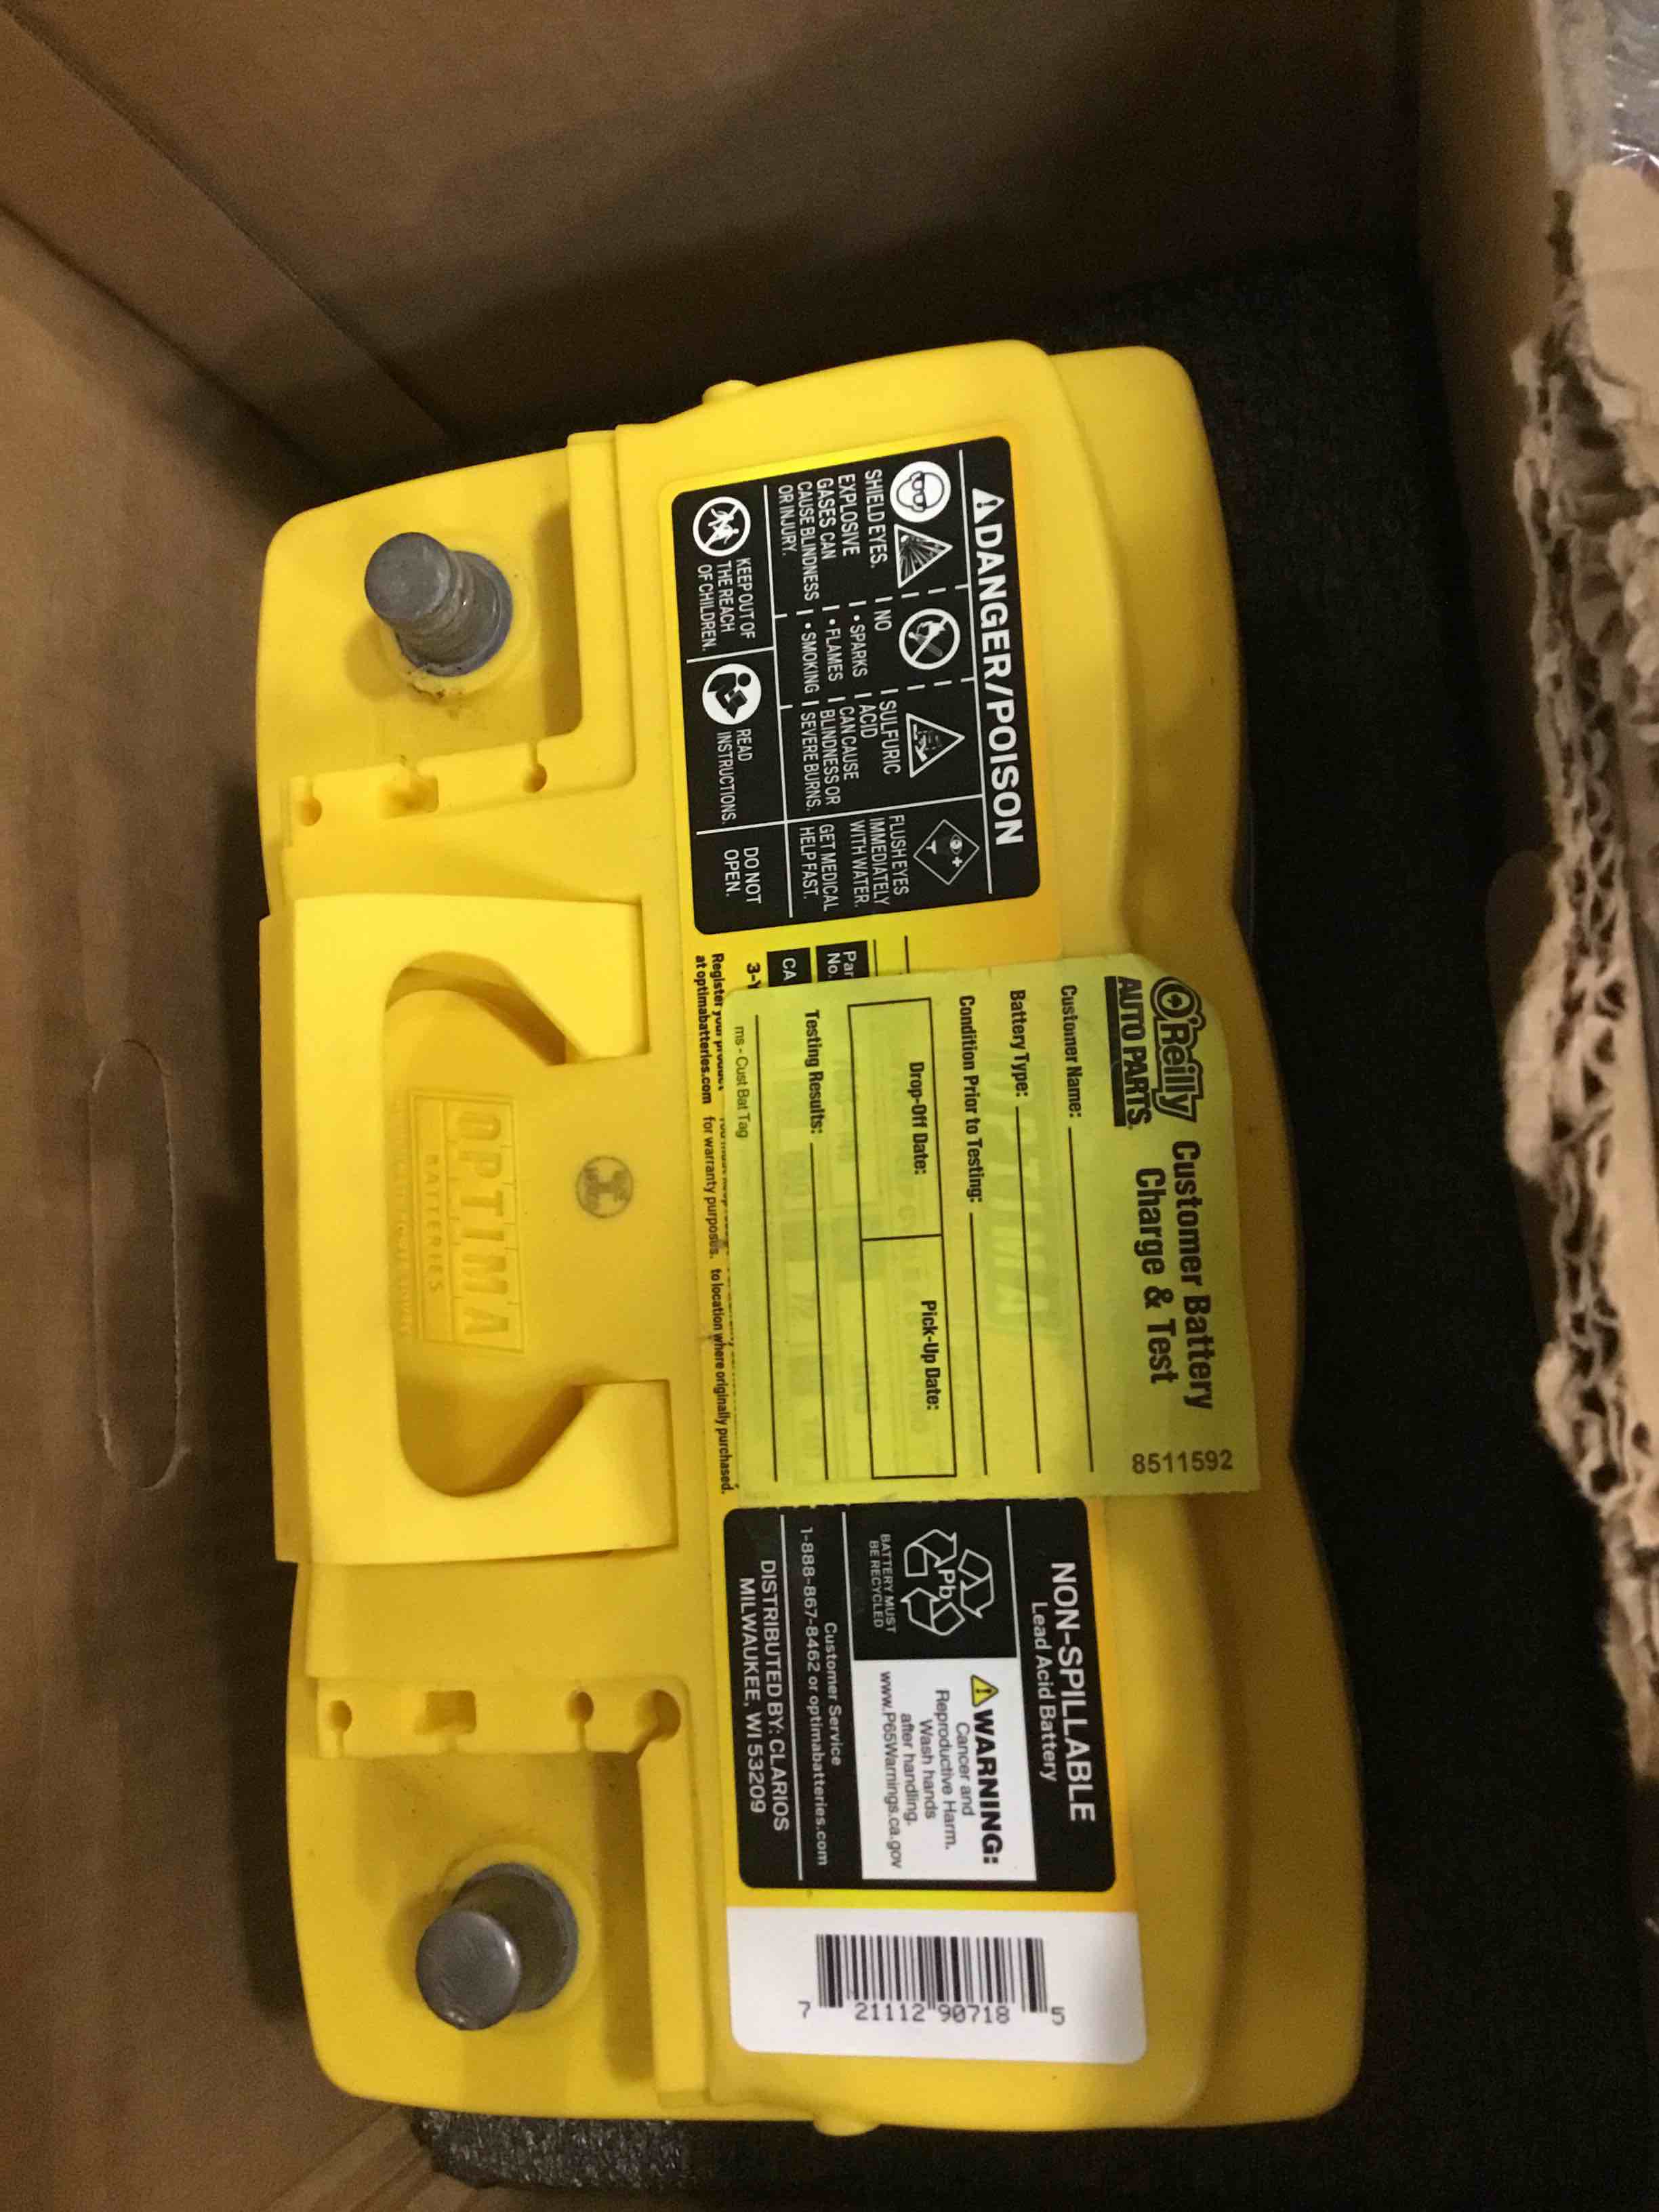 ⚠DANGER/POISON
SHIELD EYES.
EXPLOSIVE
GASES CAN
CAUSE BLINDNESS
OR INJURY.
NO
• SPARKS
• FLAMES
• SMOKING
SULFURIC
ACID
CAN CAUSE
BLINDNESS OR
SEVERE BURNS.
FLUSH EYES
IMMEDIATELY
WITH WATER.
GET MEDICAL
HELP FAST.
KEEP OUT OF
THE REACH
OF CHILDREN.
READ
INSTRUCTIONS.
DO NOT
OPEN.
O'Reilly
AUTO PARTS
Customer Battery
Charge & Test
8511592
Customer Name:
Battery Type:
Condition Prior to Testing:
Drop-Off Date:
Pick-Up Date:
Testing Results:
ms - Cust Bat Tag
No.
CA
Register your product
at optimabatteries.com
for warranty purposes.
to location where originally purchased.
NON-SPILLABLE
Lead Acid Battery
Pb
BATTERY MUST
BE RECYCLED
⚠WARNING:
Cancer and
Reproductive Harm.
Wash hands
after handling.
www.P65Warnings.ca.gov
Customer Service
1-888-867-8462 or optimabatteries.com
DISTRIBUTED BY: CLARIOS
MILWAUKEE, WI 53209
7 21112 90718 5
OPTIMA
BATTERIES